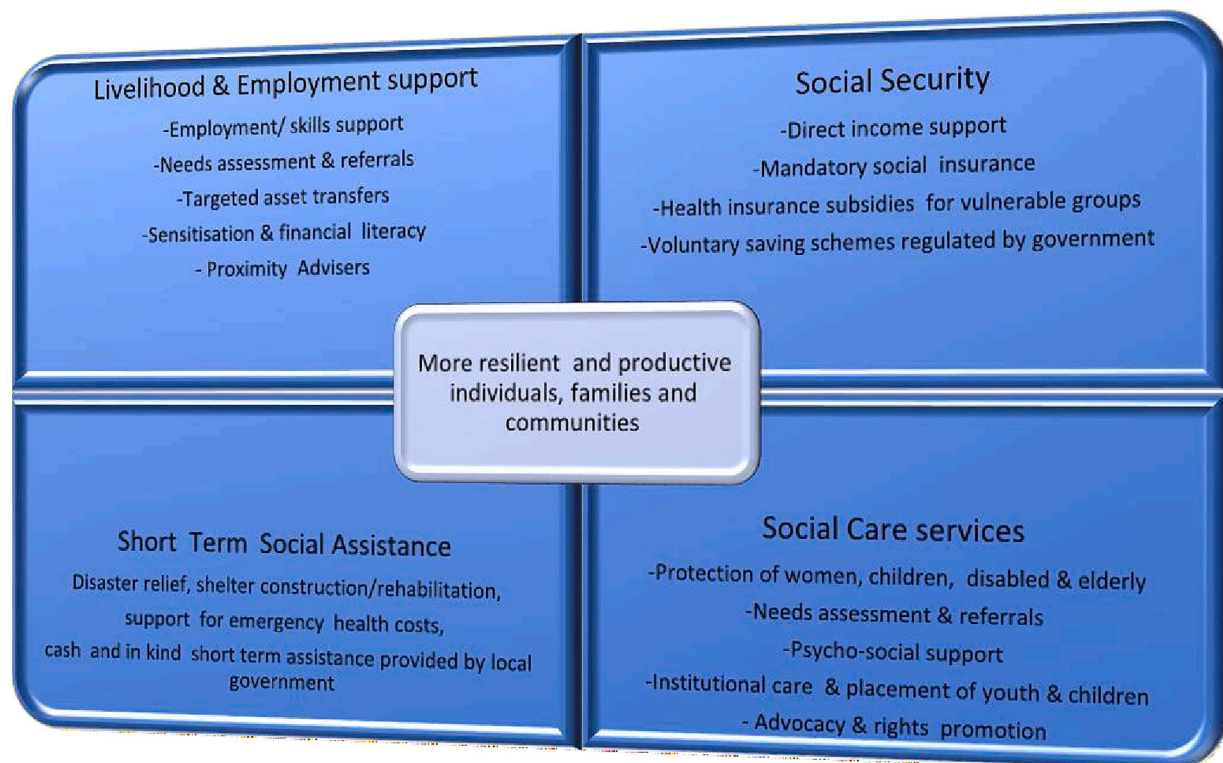 Livelihood & Employment support
-Employment/ skills support
-Needs assessment & referrals
-Targeted asset transfers
-Sensitisation & financial literacy
- Proximity Advisers
Social Security
-Direct income support
-Mandatory social insurance
-Health insurance subsidies for vulnerable groups
-Voluntary saving schemes regulated by government
More resilient and productive
individuals, families and
communities
Short Term Social Assistance
Disaster relief, shelter construction/rehabilitation,
support for emergency health costs,
cash and in kind short term assistance provided by local
government
Social Care services
-Protection of women, children, disabled & elderly
-Needs assessment & referrals
-Psycho-social support
-Institutional care & placement of youth & children
- Advocacy & rights promotion